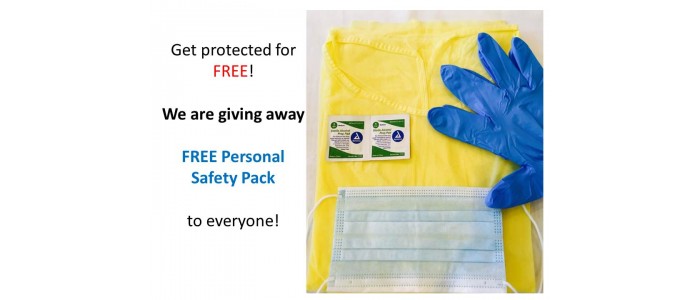 Get protected for
FREE!
We are giving away
FREE Personal
Safety Pack
to everyone!